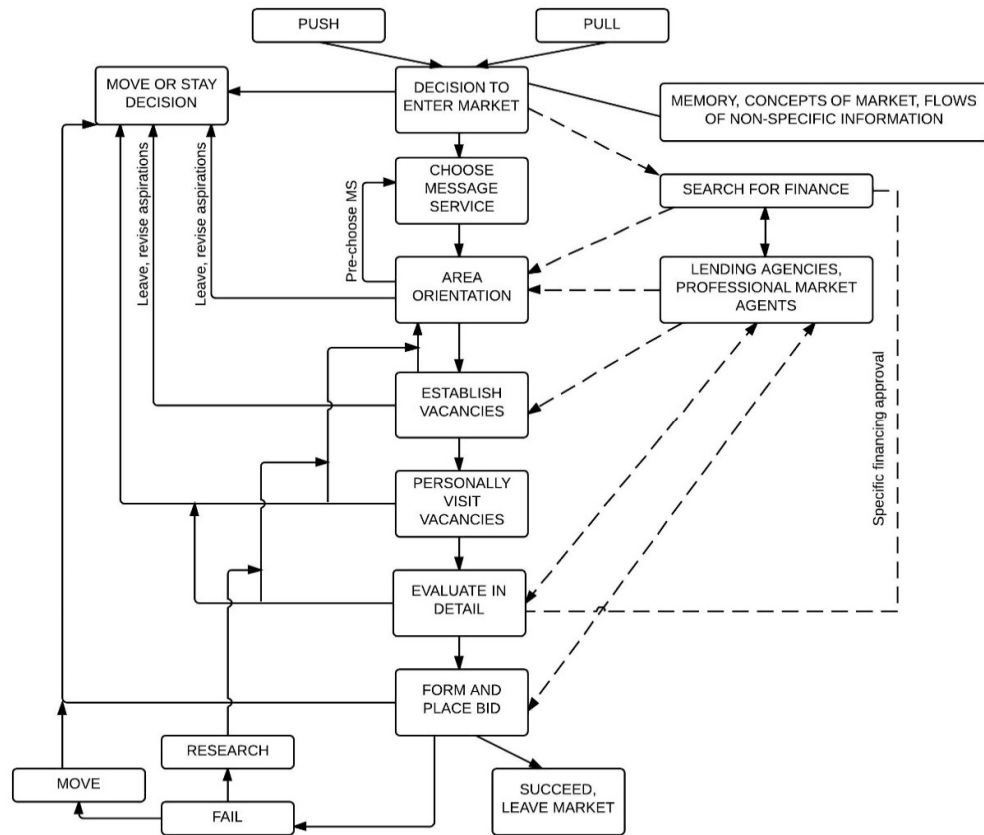 PUSH
PULL
MOVE OR STAY
DECISION
DECISION TO
ENTER MARKET
MEMORY, CONCEPTS OF MARKET, FLOWS
OF NON-SPECIFIC INFORMATION
CHOOSE
MESSAGE
SERVICE
SEARCH FOR FINANCE
Leave, revise aspirations
Leave, revise aspirations
Pre-choose MS
AREA
ORIENTATION
LENDING AGENCIES,
PROFESSIONAL MARKET
AGENTS
ESTABLISH
VACANCIES
Specific financing approval
PERSONALLY
VISIT
VACANCIES
EVALUATE IN
DETAIL
FORM AND
PLACE BID
RESEARCH
MOVE
FAIL
SUCCEED,
LEAVE MARKET